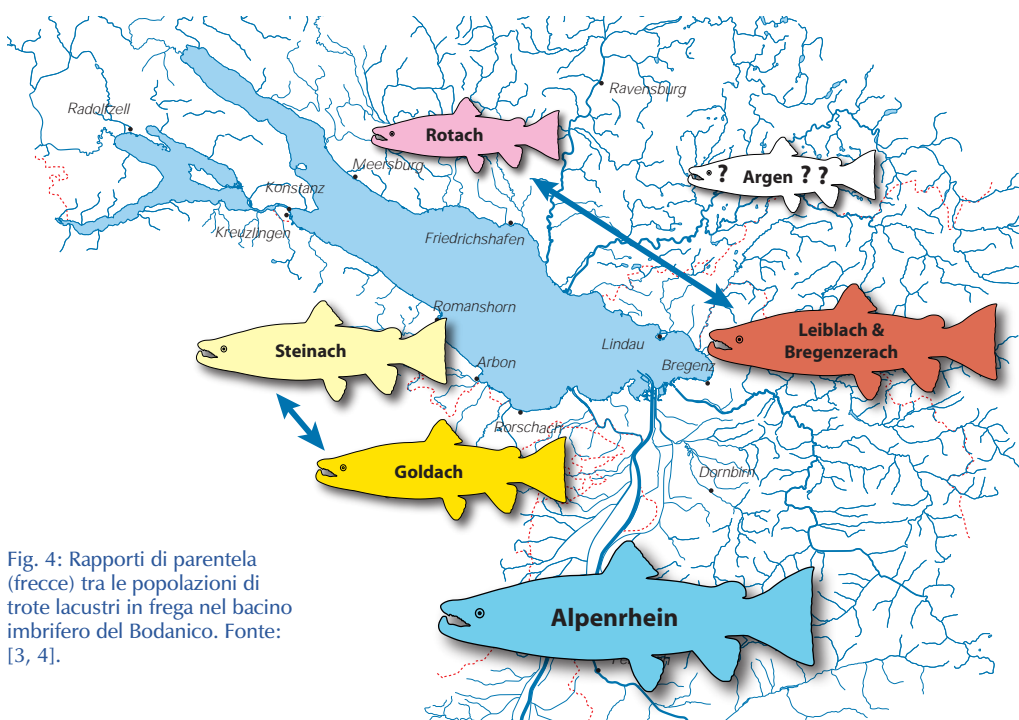 Radolfzell
Ravensburg
Rotach
Meersburg
? Argen ? ?
Konstanz
Kreuzlingen
Friedrichshafen
Romanshorn
Leiblach &
Bregenzerach
Steinach
Lindau
Arbon
Bregenz
Rorschach
Goldach
Dornbirn
Alpenrhein
Fig. 4: Rapporti di parentela
(frecce) tra le popolazioni di
trote lacustri in frega nel bacino
imbrifero del Bodanico. Fonte:
[3, 4].